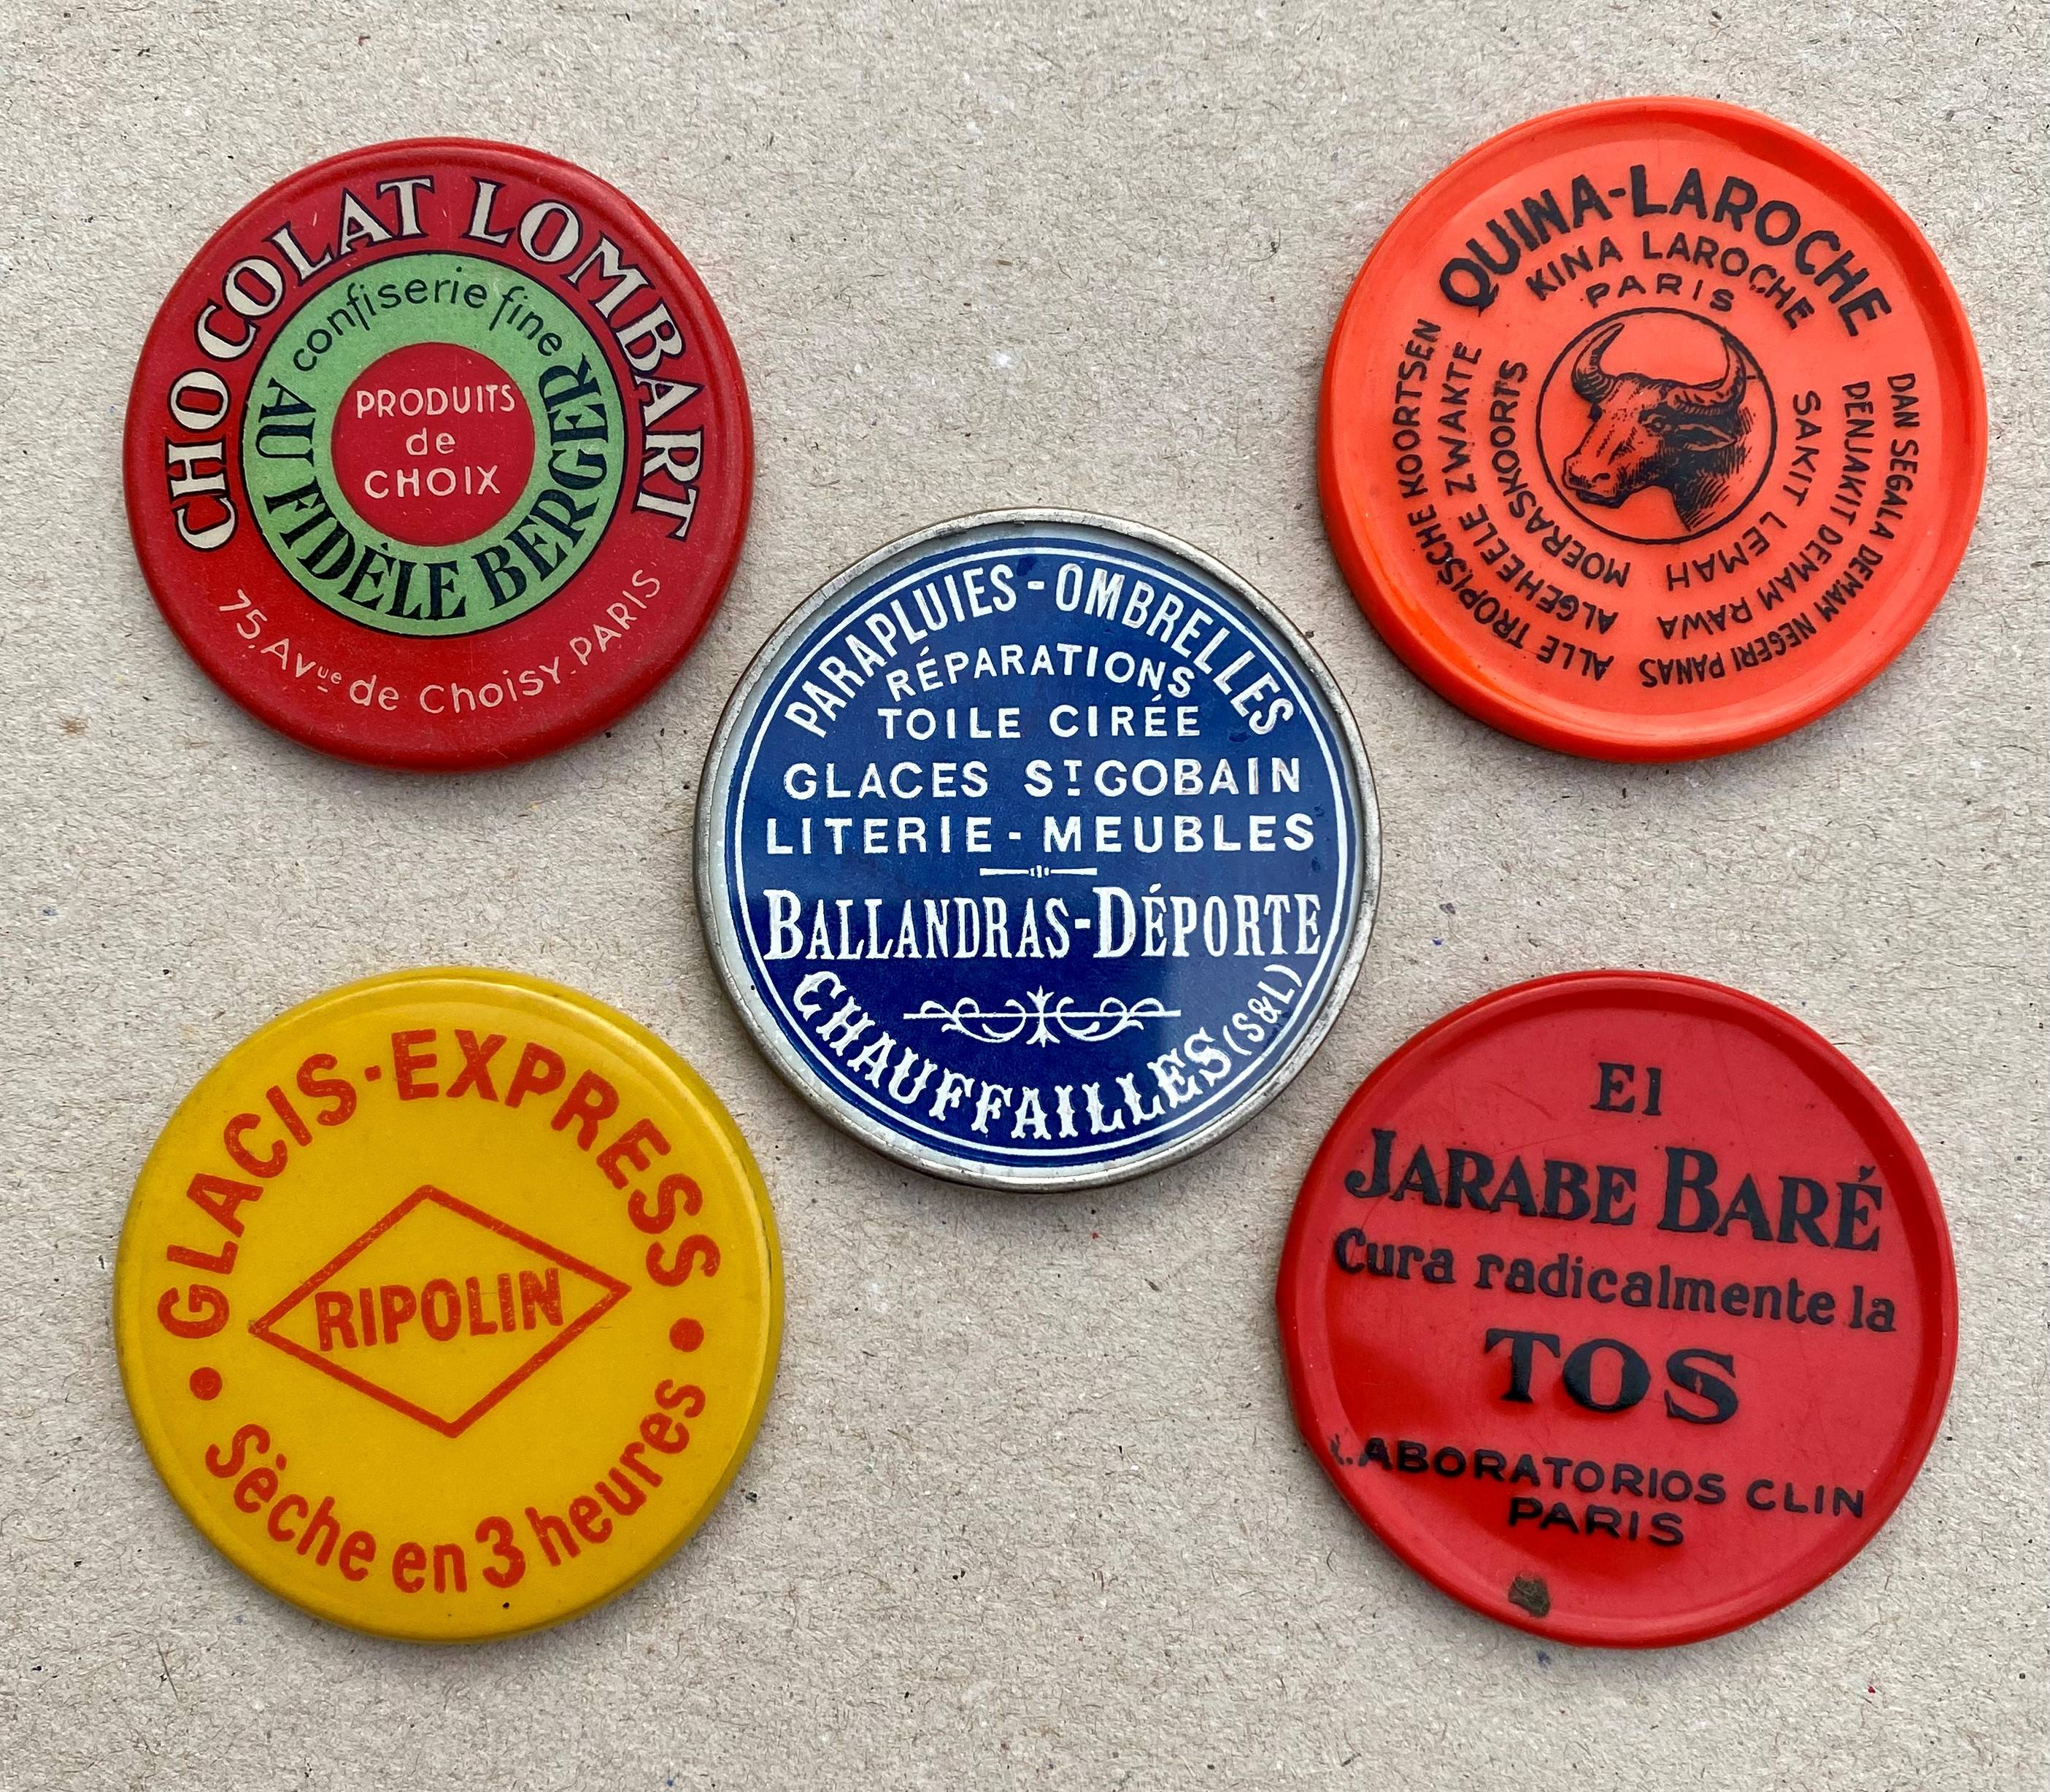 CHOCOLAT LOMBART
confiserie fine
AU FIDÈLE BERGER
PRODUITS
de
CHOIX
75, Avue de Choisy. PARIS
QUINA-LAROCHE
KINA LAROCHE
PARIS
ALLE TROPISCHE KOORTSEN
ALGEHEELE ZWAKTE
MOERASKOORTS
SAKIT LEMAH
DENJAKIT DEMAM RAWA
DAN SEGALA DEMAM NEGERI PANAS
PARAPLUIES-OMBRELLES
RÉPARATIONS
TOILE CIRÉE
GLACES ST GOBAIN
LITERIE-MEUBLES
BALLANDRAS-DÉPORTE
CHAUFFAILLES (S&L)
GLACIS-EXPRESS
RIPOLIN
• Sèche en 3 heures •
El
JARABE BARÉ
Cura radicalmente la
TOS
LABORATORIOS CLIN
PARIS